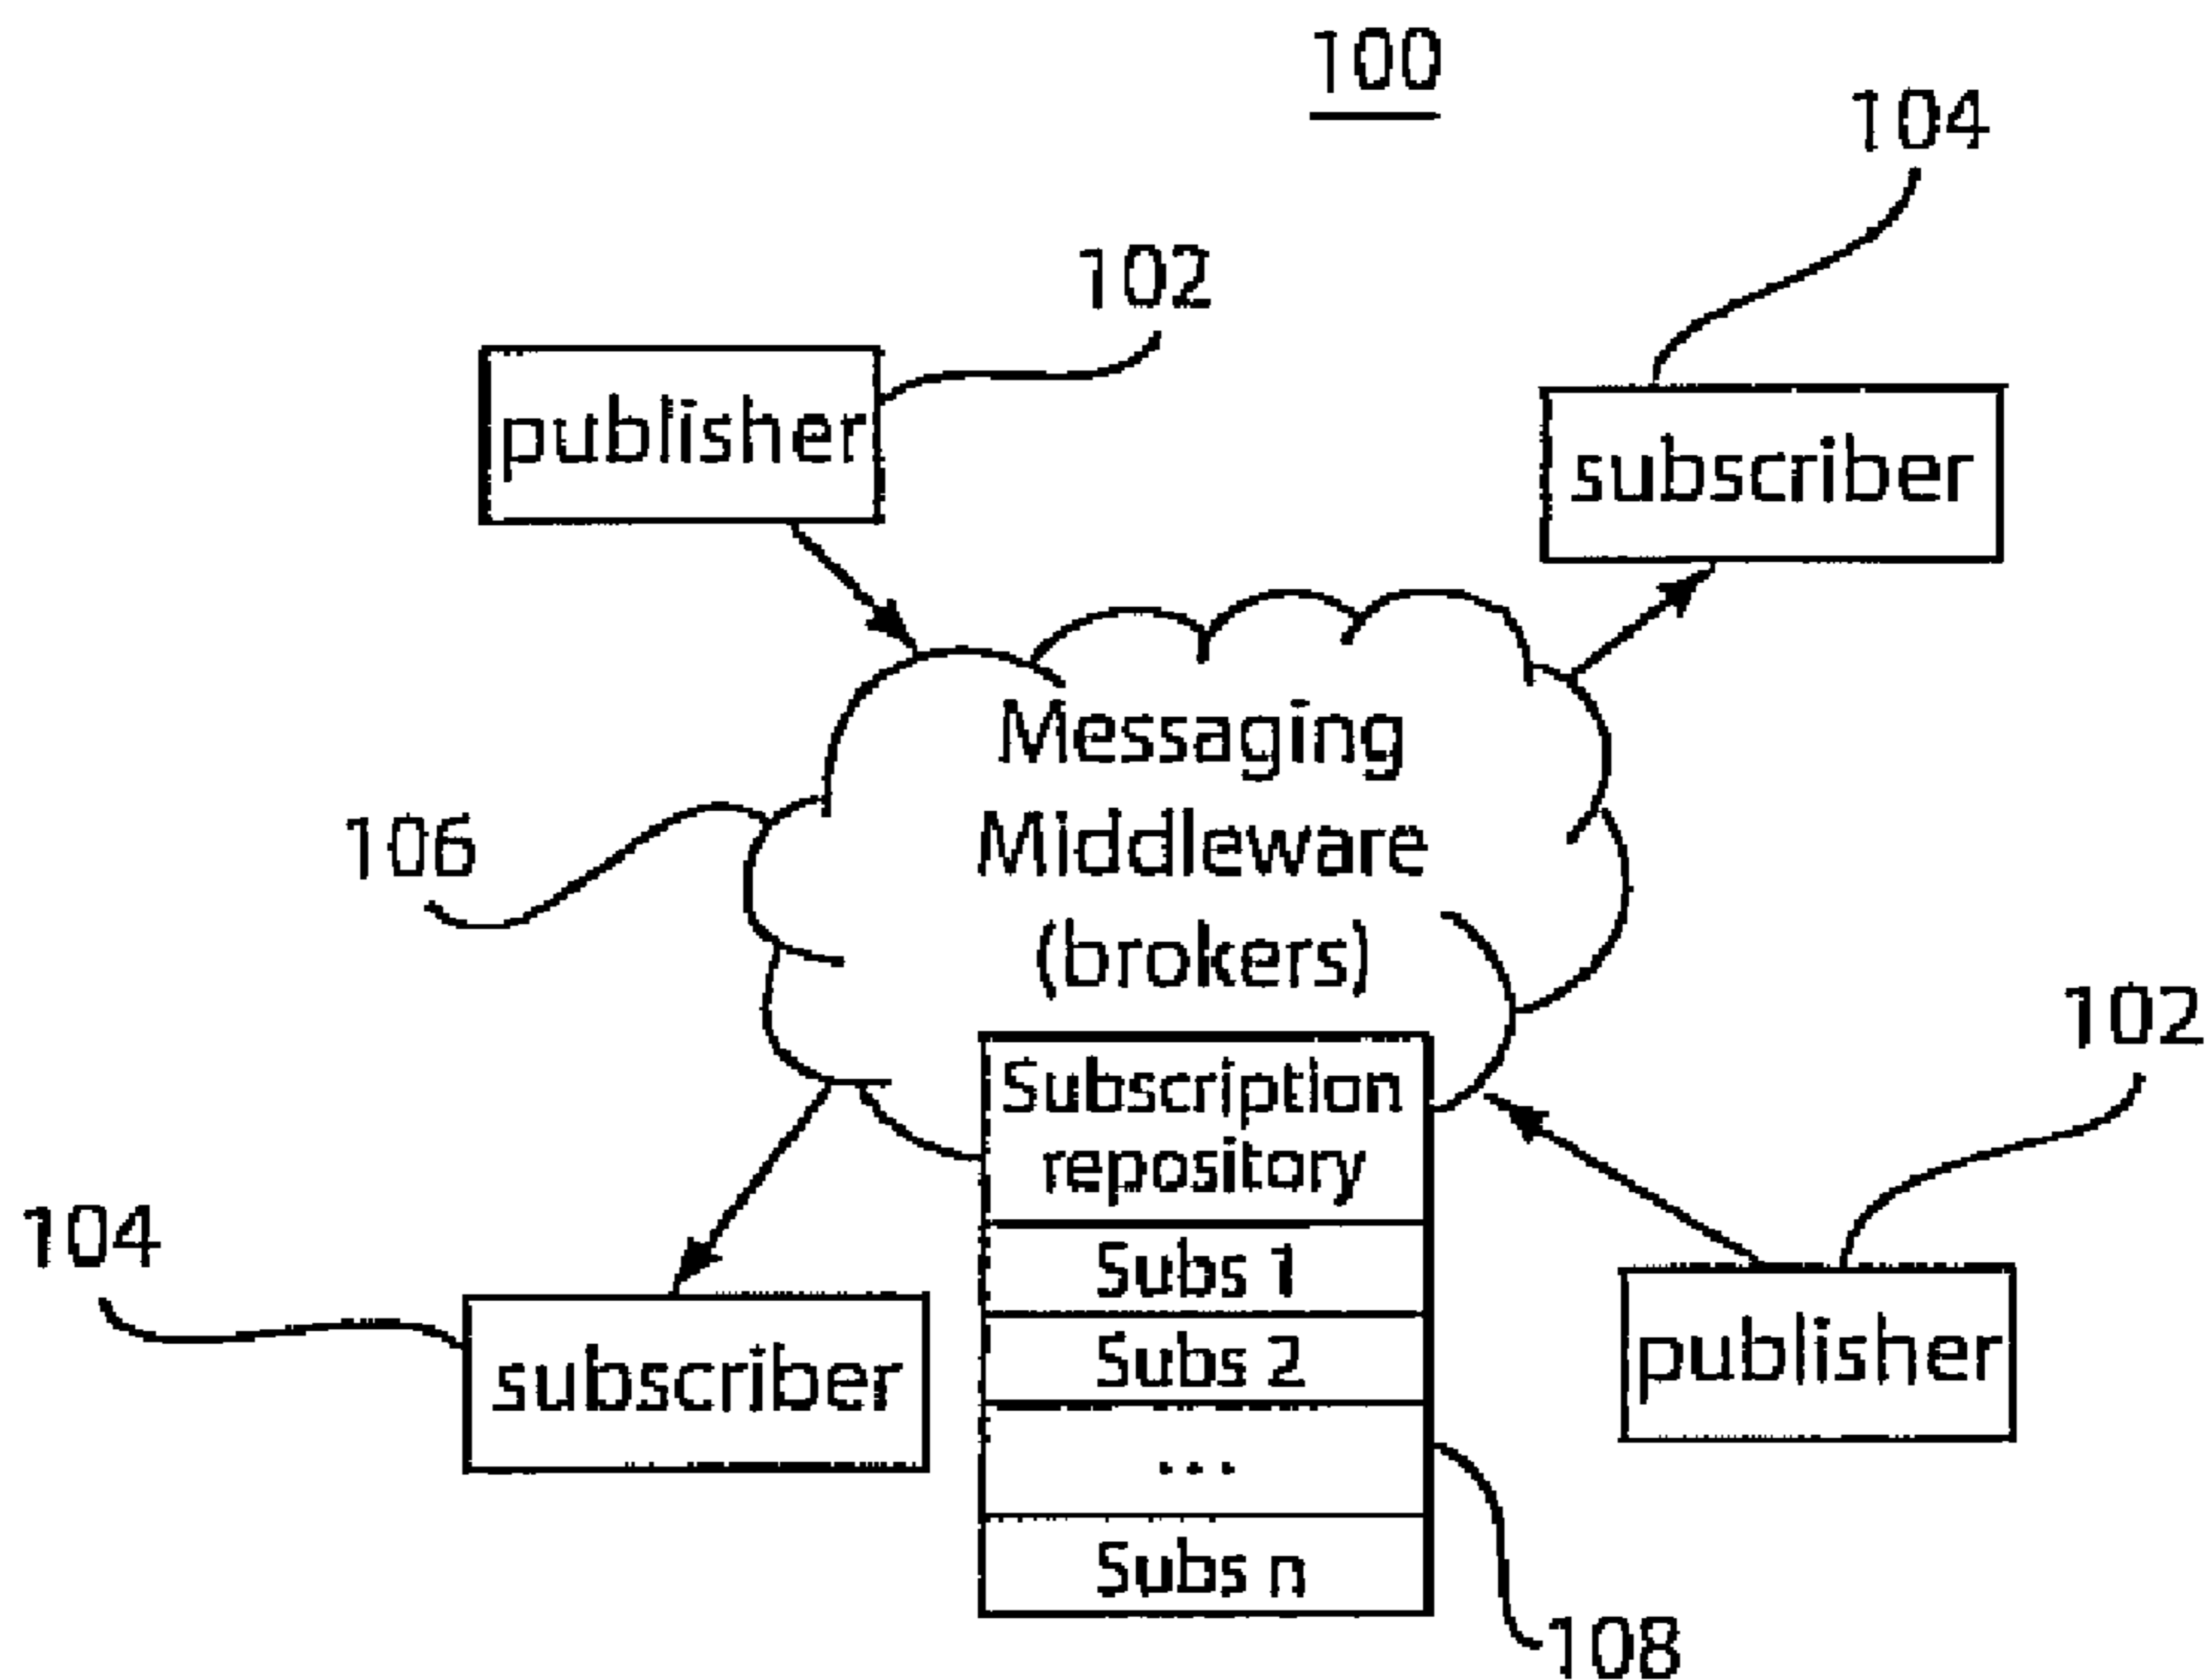 100
104
102
publisher
subscriber
Messaging
Middleware
(brokers)
106
102
Subscription
repository
104
Subs 1
publisher
subscriber
Subs 2
...
Subs n
108